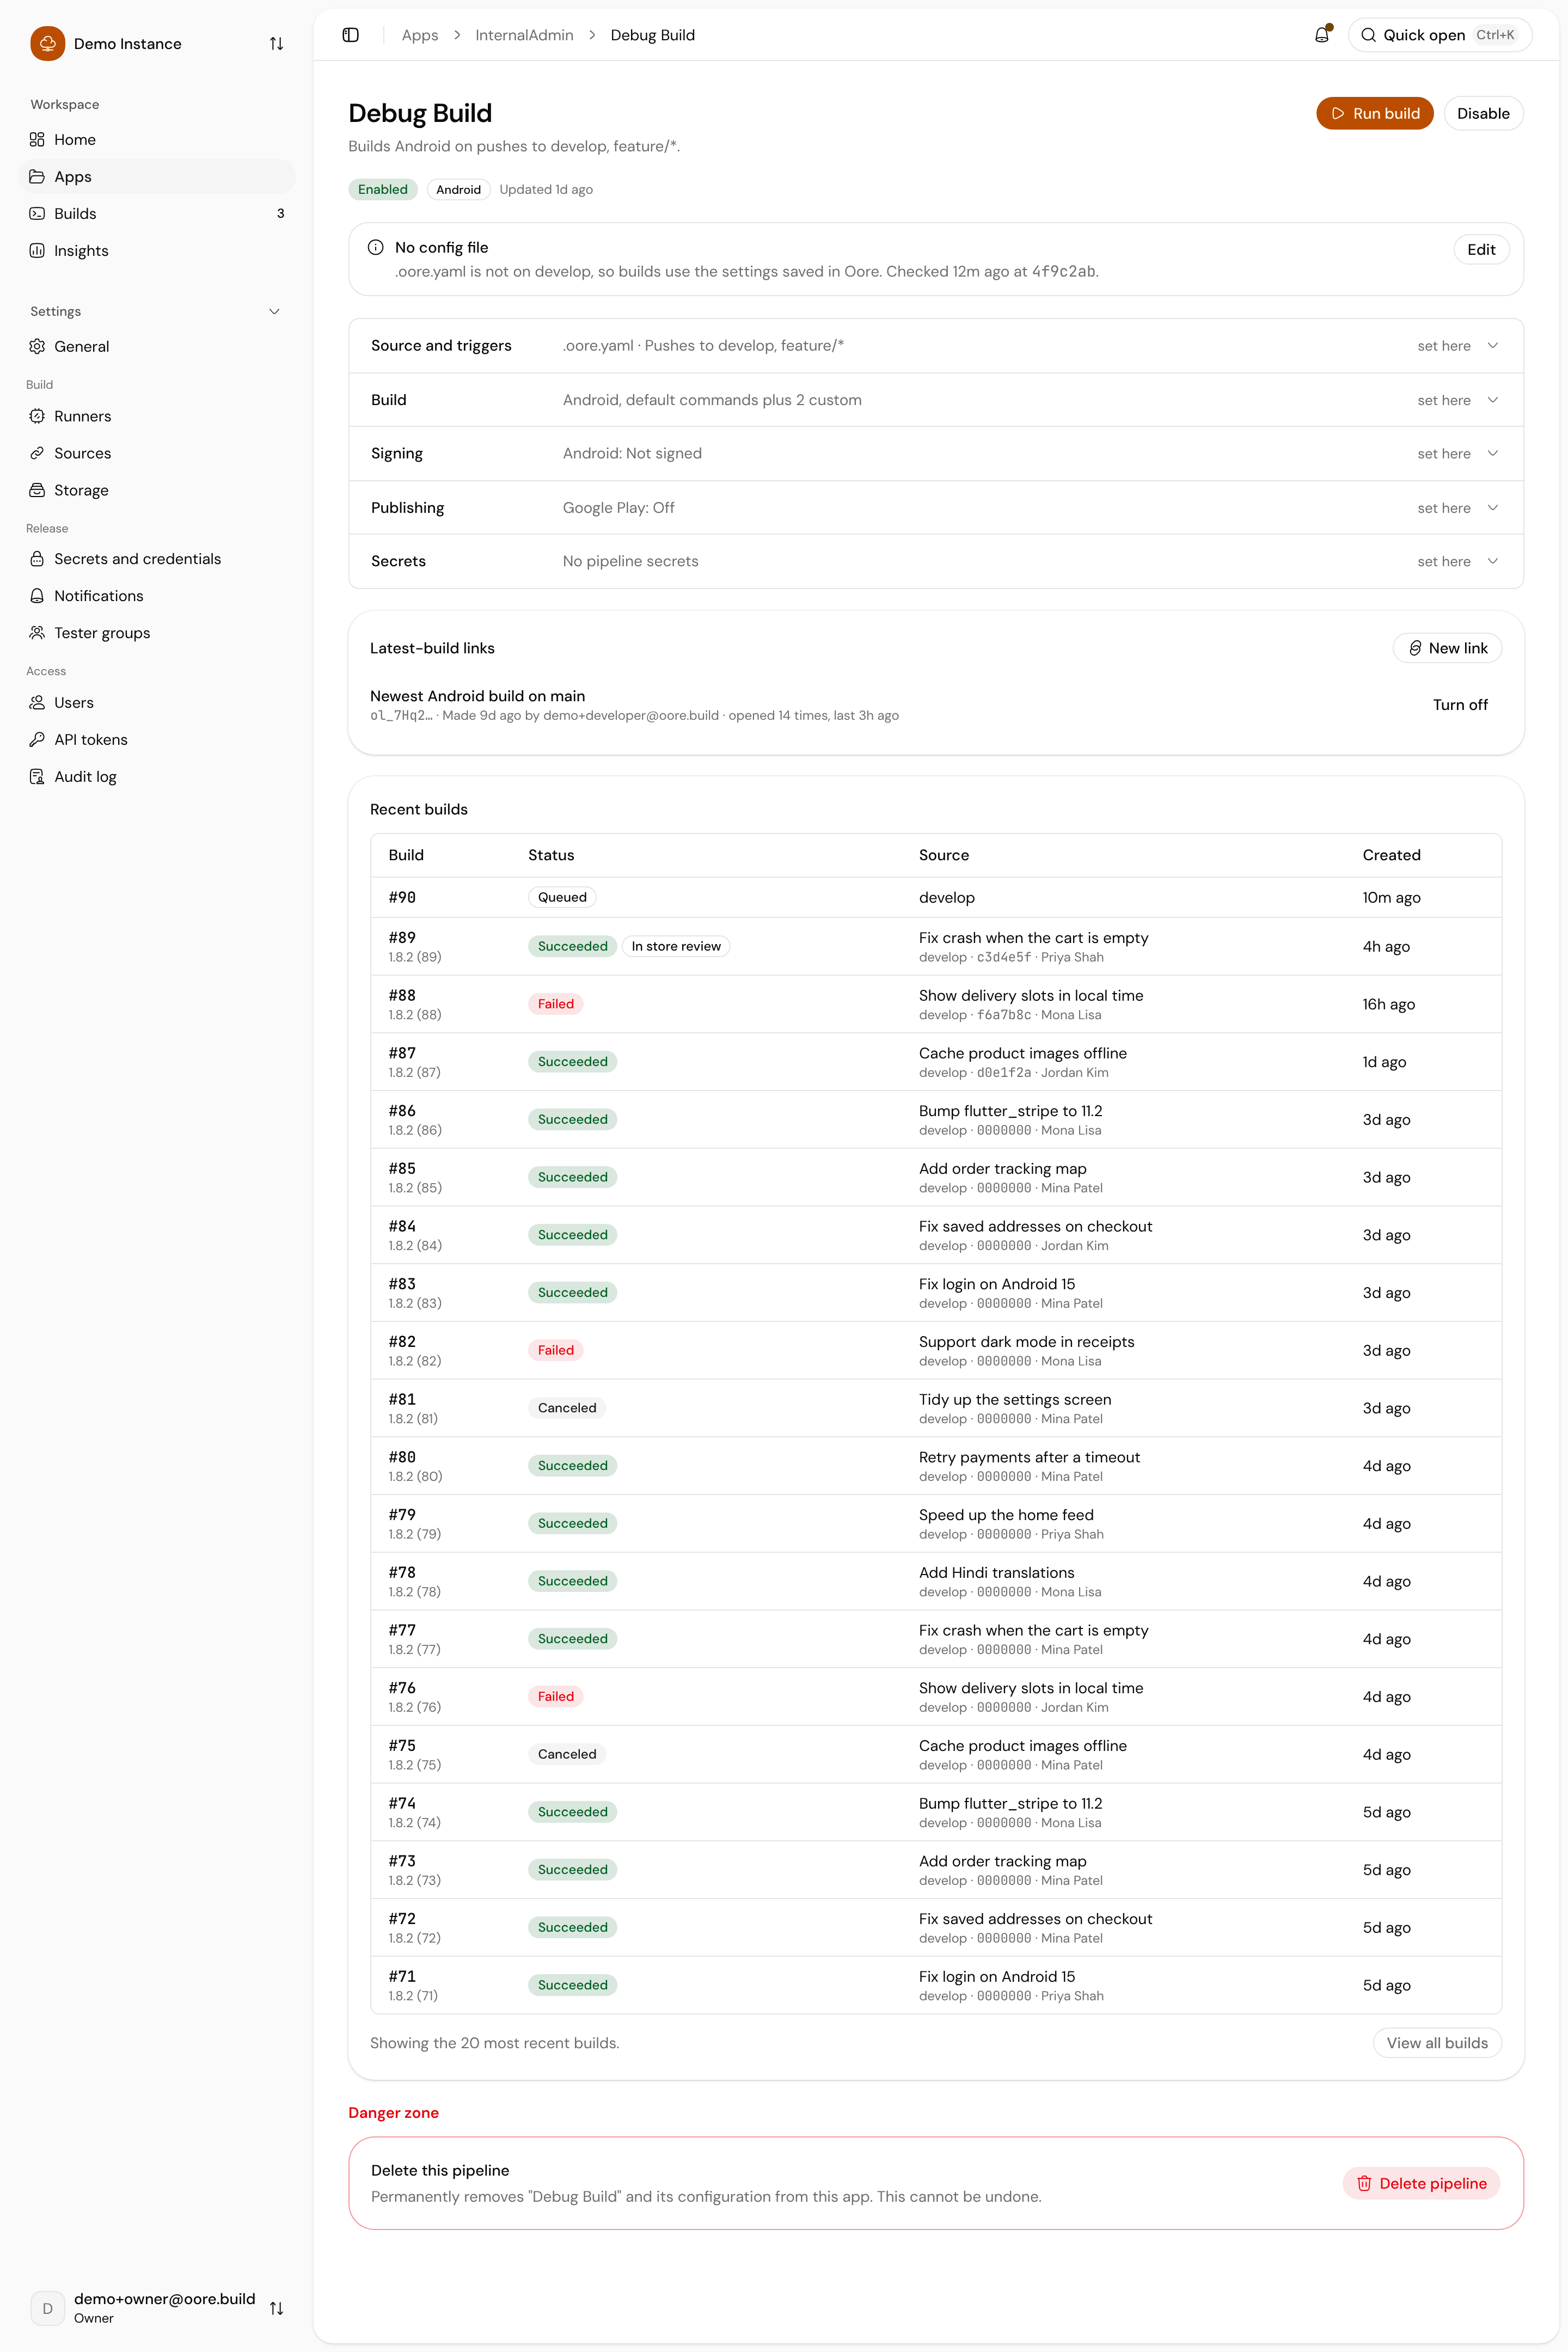 Demo Instance
Workspace
Home
Apps
Builds 3
Insights
Settings
General
Build
Runners
Sources
Storage
Release
Secrets and credentials
Notifications
Tester groups
Access
Users
API tokens
Audit log
D
demo+owner@oore.build
Owner
Apps > InternalAdmin > Debug Build
Quick open Ctrl+K
Debug Build
Run build
Disable
Builds Android on pushes to develop, feature/*.
Enabled Android Updated 1d ago
No config file
.oore.yaml is not on develop, so builds use the settings saved in Oore. Checked 12m ago at 4f9c2ab.
Edit
Source and triggers .oore.yaml · Pushes to develop, feature/* set here
Build Android, default commands plus 2 custom set here
Signing Android: Not signed set here
Publishing Google Play: Off set here
Secrets No pipeline secrets set here
Latest-build links
New link
Newest Android build on main
ol_7Hq2… · Made 9d ago by demo+developer@oore.build · opened 14 times, last 3h ago
Turn off
Recent builds
Build Status Source Created
#90 Queued develop 10m ago
#89 Succeeded In store review Fix crash when the cart is empty 4h ago
1.8.2 (89) develop · c3d4e5f · Priya Shah
#88 Failed Show delivery slots in local time 16h ago
1.8.2 (88) develop · f6a7b8c · Mona Lisa
#87 Succeeded Cache product images offline 1d ago
1.8.2 (87) develop · d0e1f2a · Jordan Kim
#86 Succeeded Bump flutter_stripe to 11.2 3d ago
1.8.2 (86) develop · 0000000 · Mona Lisa
#85 Succeeded Add order tracking map 3d ago
1.8.2 (85) develop · 0000000 · Mina Patel
#84 Succeeded Fix saved addresses on checkout 3d ago
1.8.2 (84) develop · 0000000 · Jordan Kim
#83 Succeeded Fix login on Android 15 3d ago
1.8.2 (83) develop · 0000000 · Mina Patel
#82 Failed Support dark mode in receipts 3d ago
1.8.2 (82) develop · 0000000 · Mona Lisa
#81 Canceled Tidy up the settings screen 3d ago
1.8.2 (81) develop · 0000000 · Mina Patel
#80 Succeeded Retry payments after a timeout 4d ago
1.8.2 (80) develop · 0000000 · Mina Patel
#79 Succeeded Speed up the home feed 4d ago
1.8.2 (79) develop · 0000000 · Priya Shah
#78 Succeeded Add Hindi translations 4d ago
1.8.2 (78) develop · 0000000 · Mona Lisa
#77 Succeeded Fix crash when the cart is empty 4d ago
1.8.2 (77) develop · 0000000 · Mina Patel
#76 Failed Show delivery slots in local time 4d ago
1.8.2 (76) develop · 0000000 · Jordan Kim
#75 Canceled Cache product images offline 4d ago
1.8.2 (75) develop · 0000000 · Mina Patel
#74 Succeeded Bump flutter_stripe to 11.2 5d ago
1.8.2 (74) develop · 0000000 · Mona Lisa
#73 Succeeded Add order tracking map 5d ago
1.8.2 (73) develop · 0000000 · Mina Patel
#72 Succeeded Fix saved addresses on checkout 5d ago
1.8.2 (72) develop · 0000000 · Mina Patel
#71 Succeeded Fix login on Android 15 5d ago
1.8.2 (71) develop · 0000000 · Priya Shah
Showing the 20 most recent builds.
View all builds
Danger zone
Delete this pipeline
Permanently removes "Debug Build" and its configuration from this app. This cannot be undone.
Delete pipeline